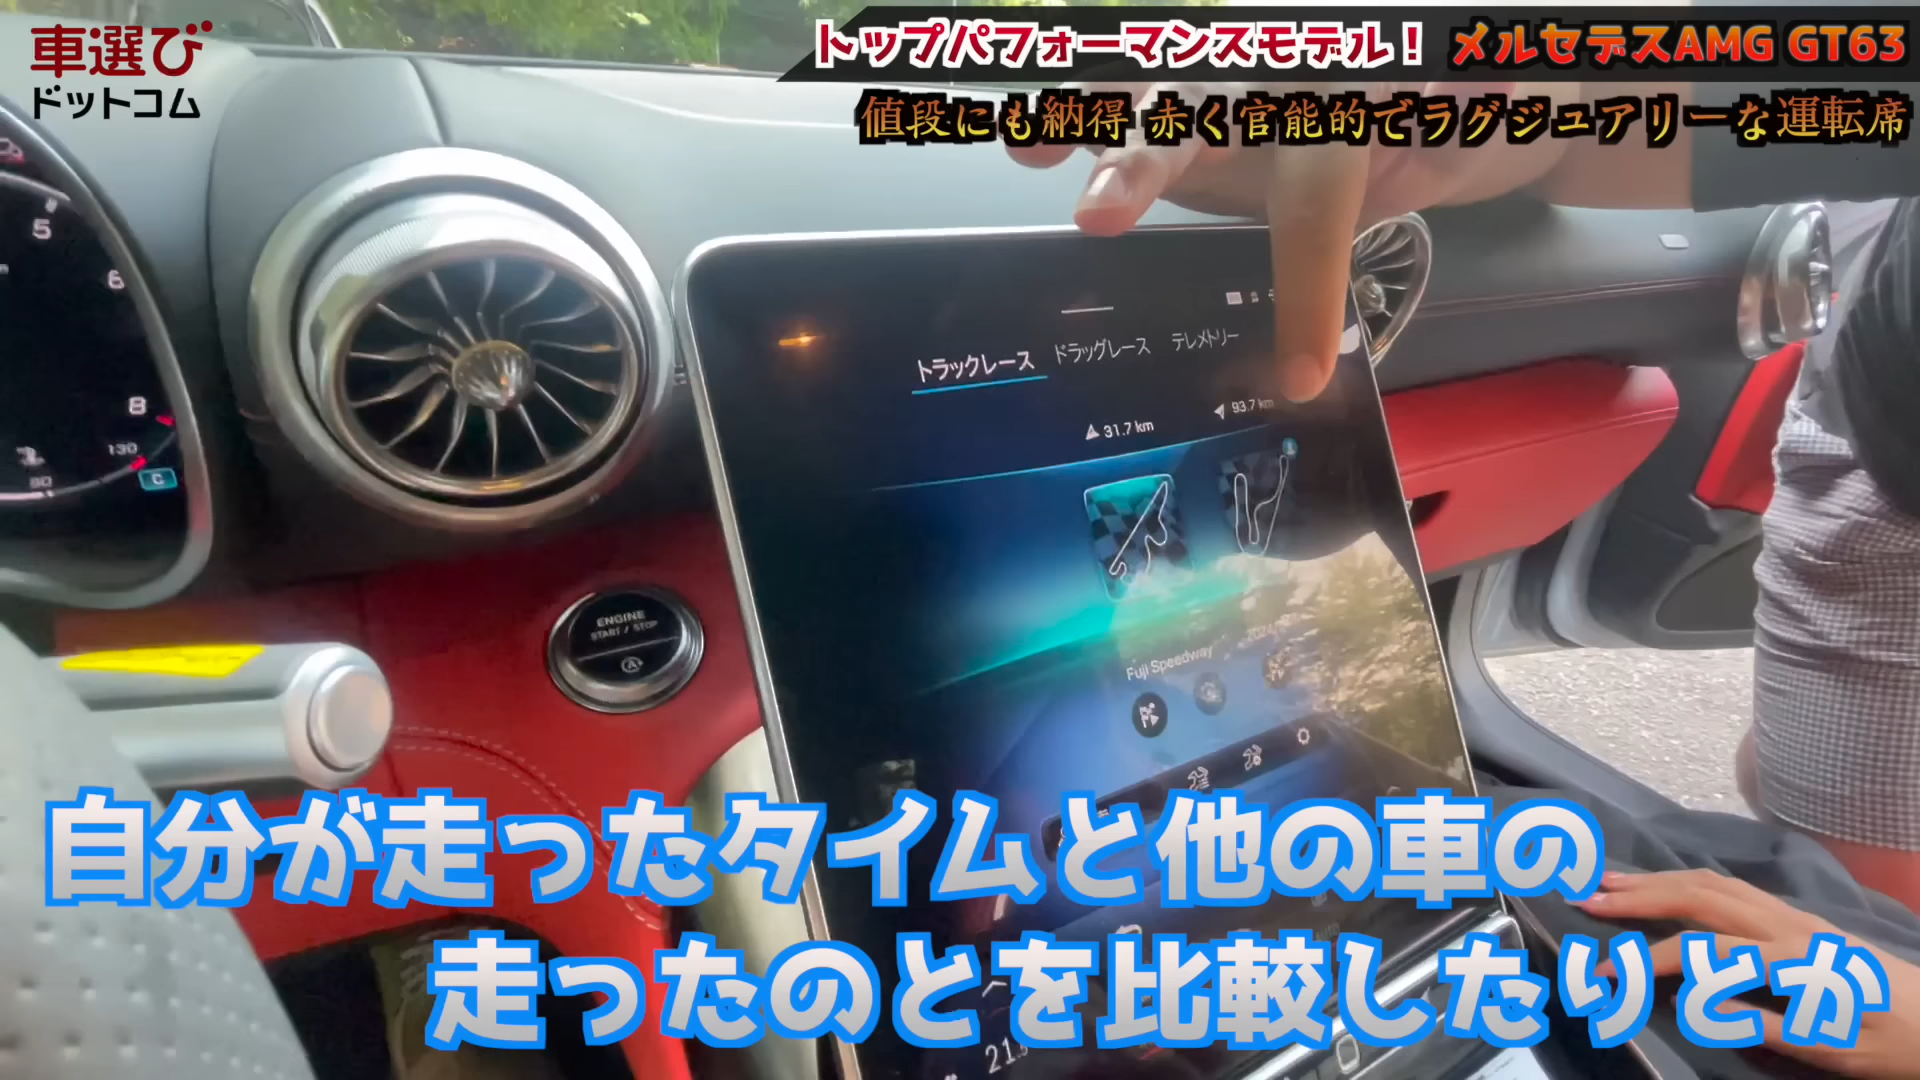 車選び
ドットコム
トップパフォーマンスモデル！ メルセデスAMG GT63
値段にも納得 赤く官能的でラグジュアリーな運転席
5
6
8
130
80
C
トラックレース ドラッグレース テレメトリー
31.7 km
93.7 km
ENGINE
START / STOP
A
Fuji Speedway
自分が走ったタイムと他の車の
走ったのとを比較したりとか